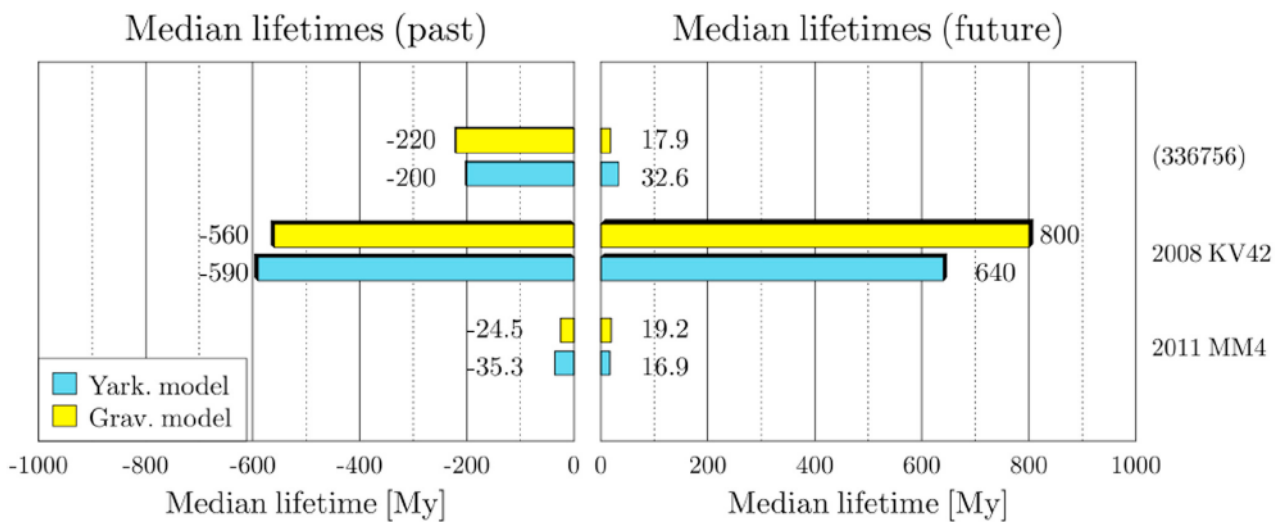 Median lifetimes (past)
Median lifetimes (future)
-220
17.9
(336756)
-200
32.6
-560
800
2008 KV42
-590
640
-24.5
19.2
2011 MM4
-35.3
16.9
Yark. model
Grav. model
-1000 -800 -600 -400 -200 0
0 200 400 600 800 1000
Median lifetime [My]
Median lifetime [My]